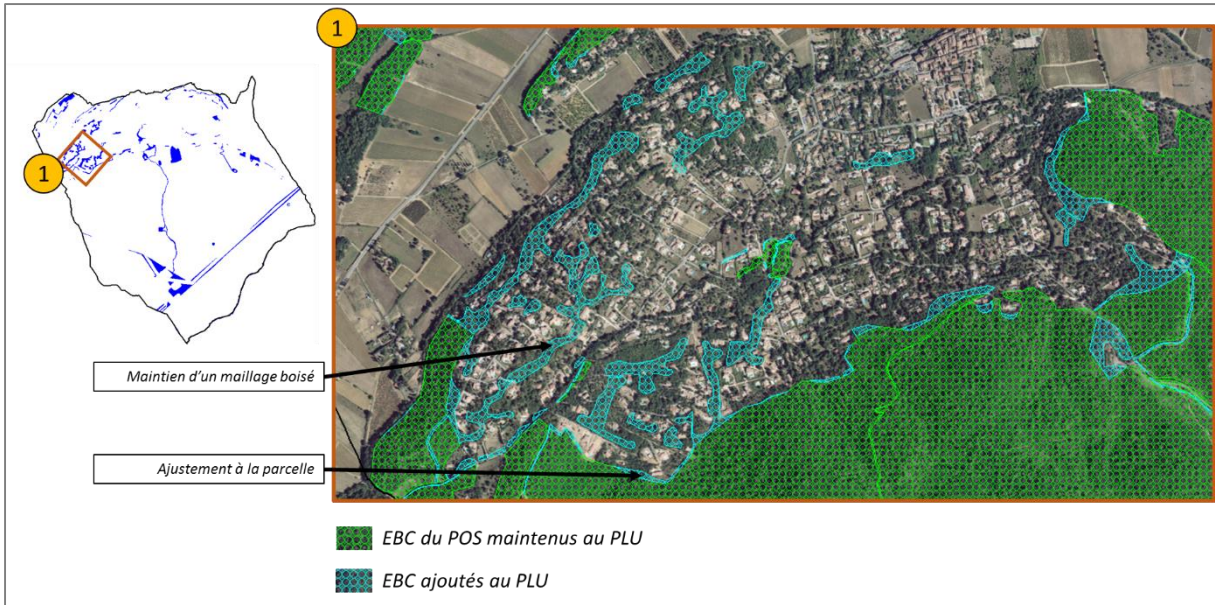 1
1
Maintien d'un maillage boisé
Ajustement à la parcelle
EBC du POS maintenus au PLU
EBC ajoutés au PLU